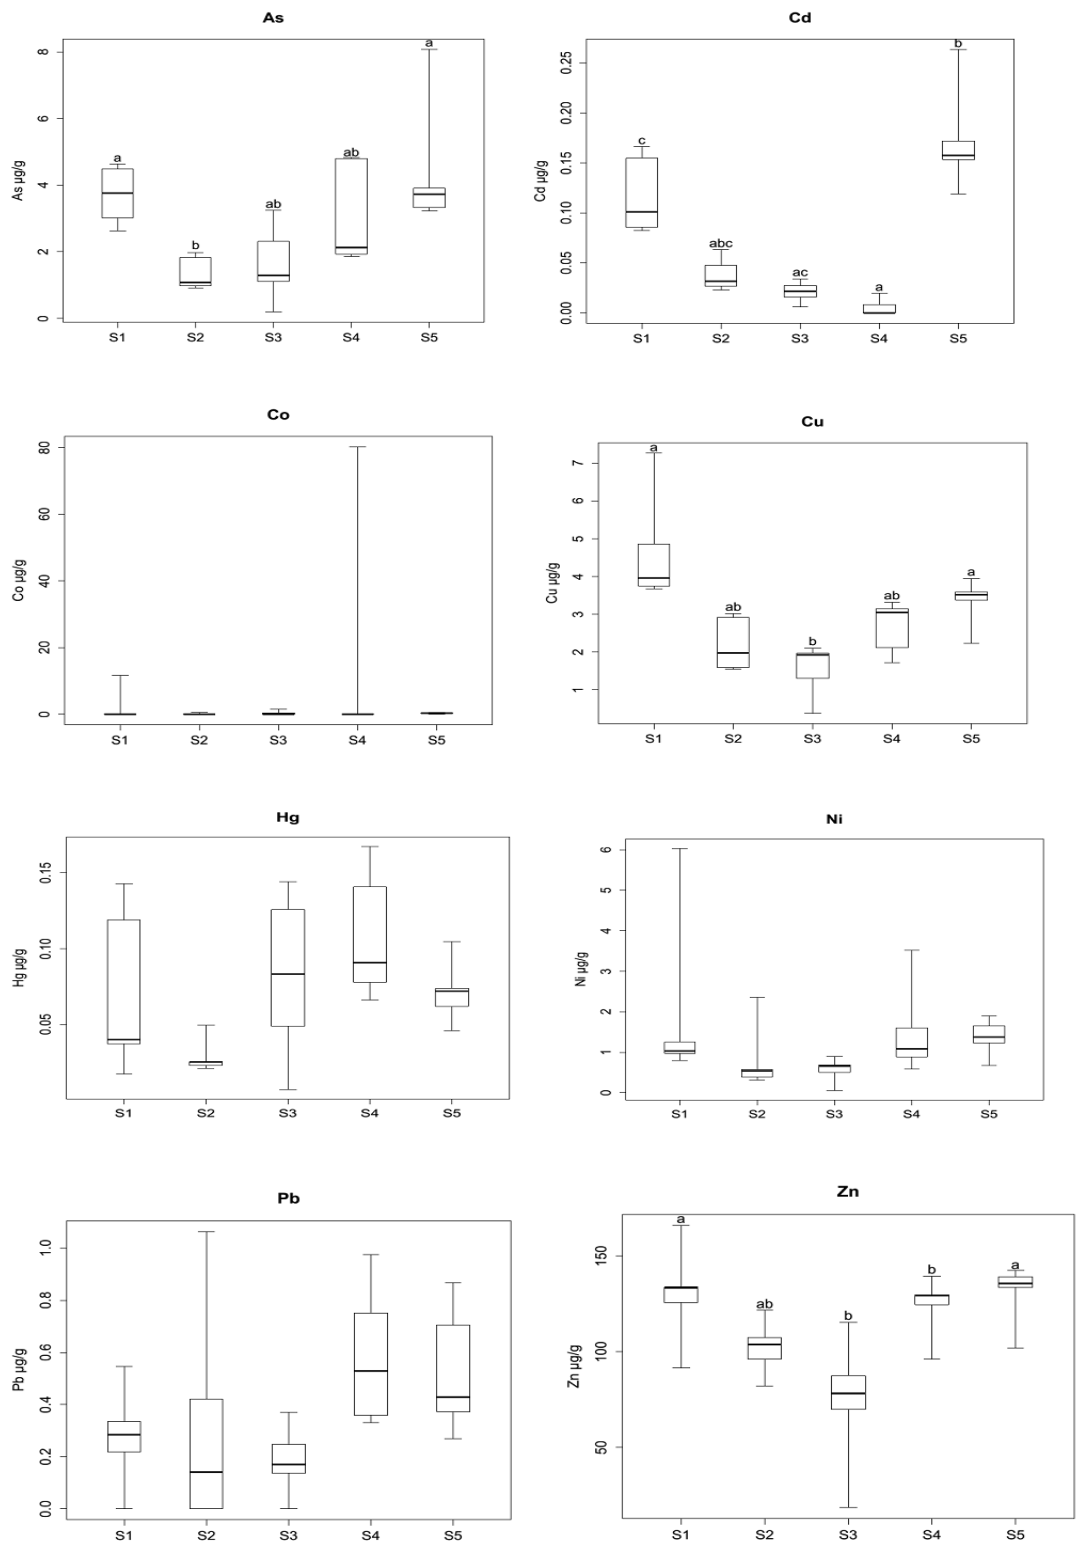 As
As µg/g
8
6
4
2
0
a
b
ab
ab
a
S1 S2 S3 S4 S5
Cd
Cd µg/g
0.25
0.20
0.15
0.10
0.05
0.00
c
abc
ac
a
b
S1 S2 S3 S4 S5
Co
Co µg/g
80
60
40
20
0
S1 S2 S3 S4 S5
Cu
Cu µg/g
7
6
5
4
3
2
1
a
ab
b
ab
a
S1 S2 S3 S4 S5
Hg
Hg µg/g
0.15
0.10
0.05
S1 S2 S3 S4 S5
Ni
Ni µg/g
6
5
4
3
2
1
0
S1 S2 S3 S4 S5
Pb
Pb µg/g
1.0
0.8
0.6
0.4
0.2
0.0
S1 S2 S3 S4 S5
Zn
Zn µg/g
150
100
50
a
ab
b
b
a
S1 S2 S3 S4 S5